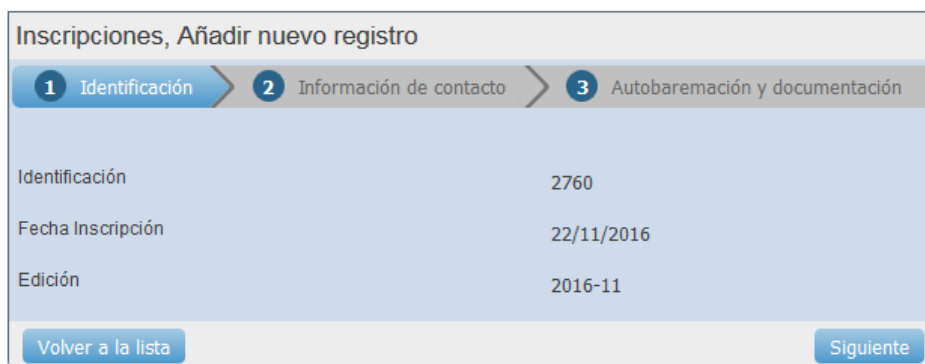 Inscripciones, Añadir nuevo registro
1 Identificación 2 Información de contacto 3 Autobaremación y documentación
Identificación 2760
Fecha Inscripción 22/11/2016
Edición 2016-11
Volver a la lista Siguiente